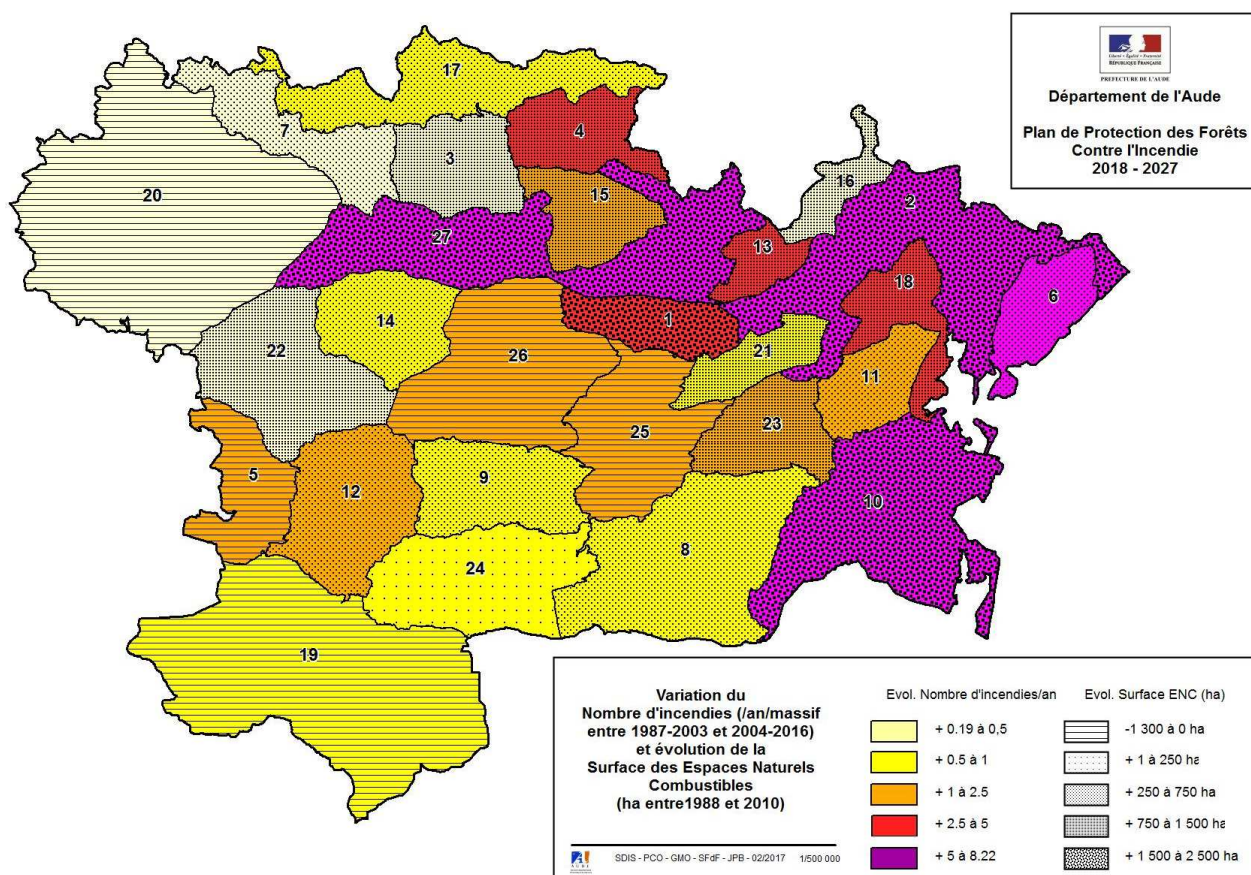 Liberté • Égalité • Fraternité
RÉPUBLIQUE FRANÇAISE
PREFECTURE DE L'AUDE
Département de l'Aude
Plan de Protection des Forêts
Contre l'Incendie
2018 - 2027
17
7
3
4
20
15
16
2
27
13
18
6
14
1
22
26
21
11
25
23
5
12
9
10
8
24
19
Variation du
Nombre d'incendies (/an/massif
entre 1987-2003 et 2004-2016)
et évolution de la
Surface des Espaces Naturels
Combustibles
(ha entre1988 et 2010)
SDIS - PCO - GMO - SFdF - JPB - 02/2017 1/500 000
AUDE
Evol. Nombre d'incendies/an
+ 0.19 à 0,5
+ 0.5 à 1
+ 1 à 2.5
+ 2.5 à 5
+ 5 à 8.22
Evol. Surface ENC (ha)
-1 300 à 0 ha
+ 1 à 250 ha
+ 250 à 750 ha
+ 750 à 1 500 ha
+ 1 500 à 2 500 ha